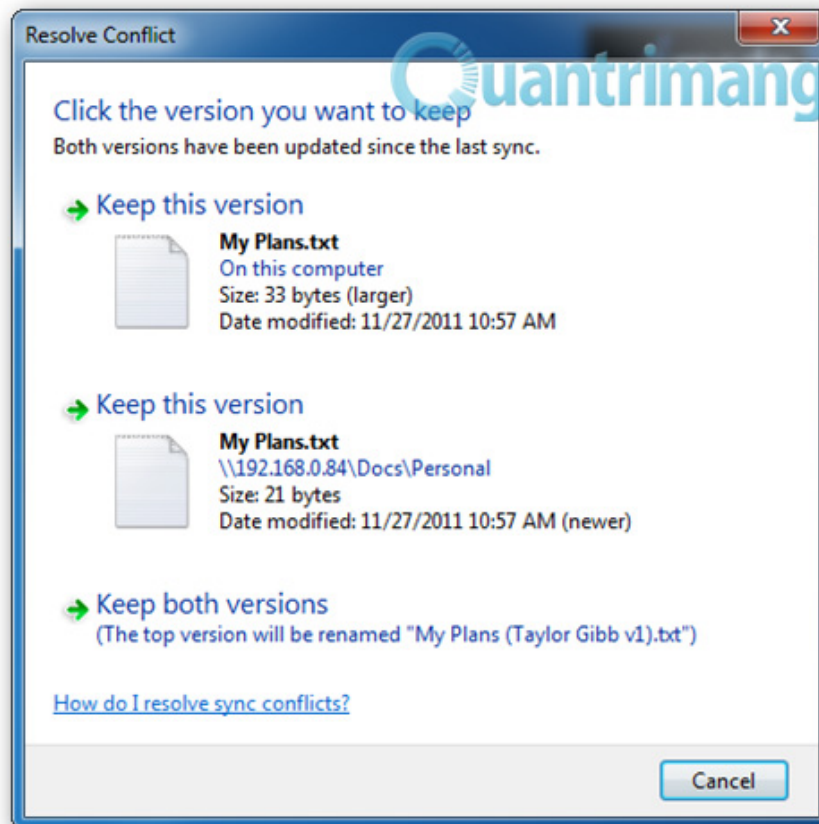 Resolve Conflict
Quantrimang
Click the version you want to keep
Both versions have been updated since the last sync.
Keep this version
My Plans.txt
On this computer
Size: 33 bytes (larger)
Date modified: 11/27/2011 10:57 AM
Keep this version
My Plans.txt
\\192.168.0.84\Docs\Personal
Size: 21 bytes
Date modified: 11/27/2011 10:57 AM (newer)
Keep both versions
(The top version will be renamed "My Plans (Taylor Gibb v1).txt")
How do I resolve sync conflicts?
Cancel